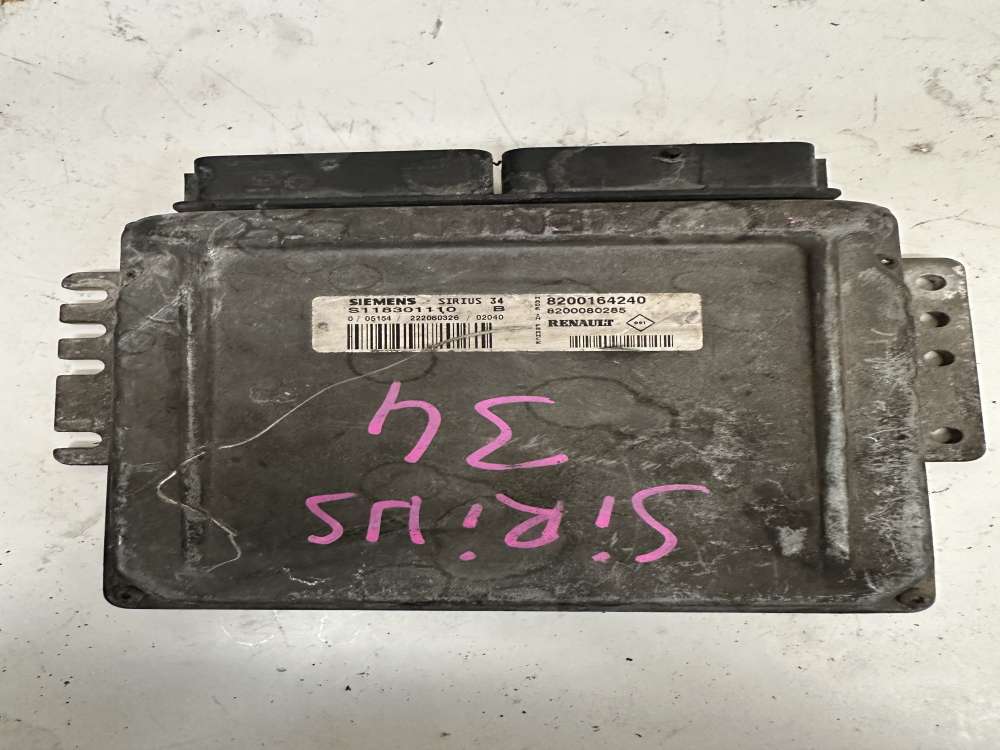 SIEMENS - SIRIUS 34
S118301110 B
0/ 05154 / 222080326 / 02040
8200164240
8200080285
RENAULT
SiRiUS
34